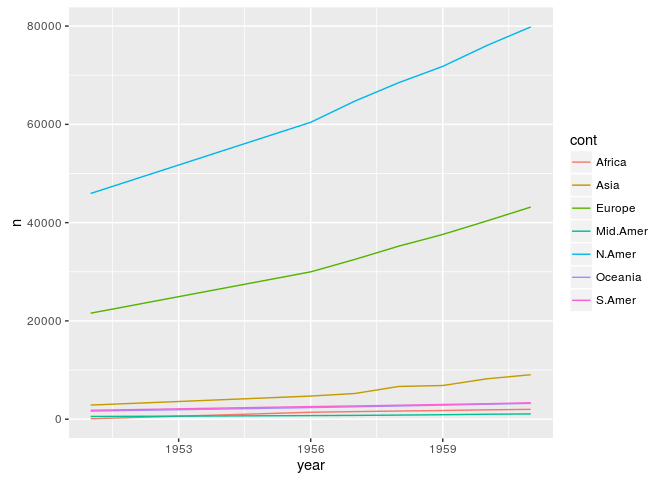 80000
60000
40000
20000
0
n
1953 1956 1959
year
cont
Africa
Asia
Europe
Mid.Amer
N.Amer
Oceania
S.Amer